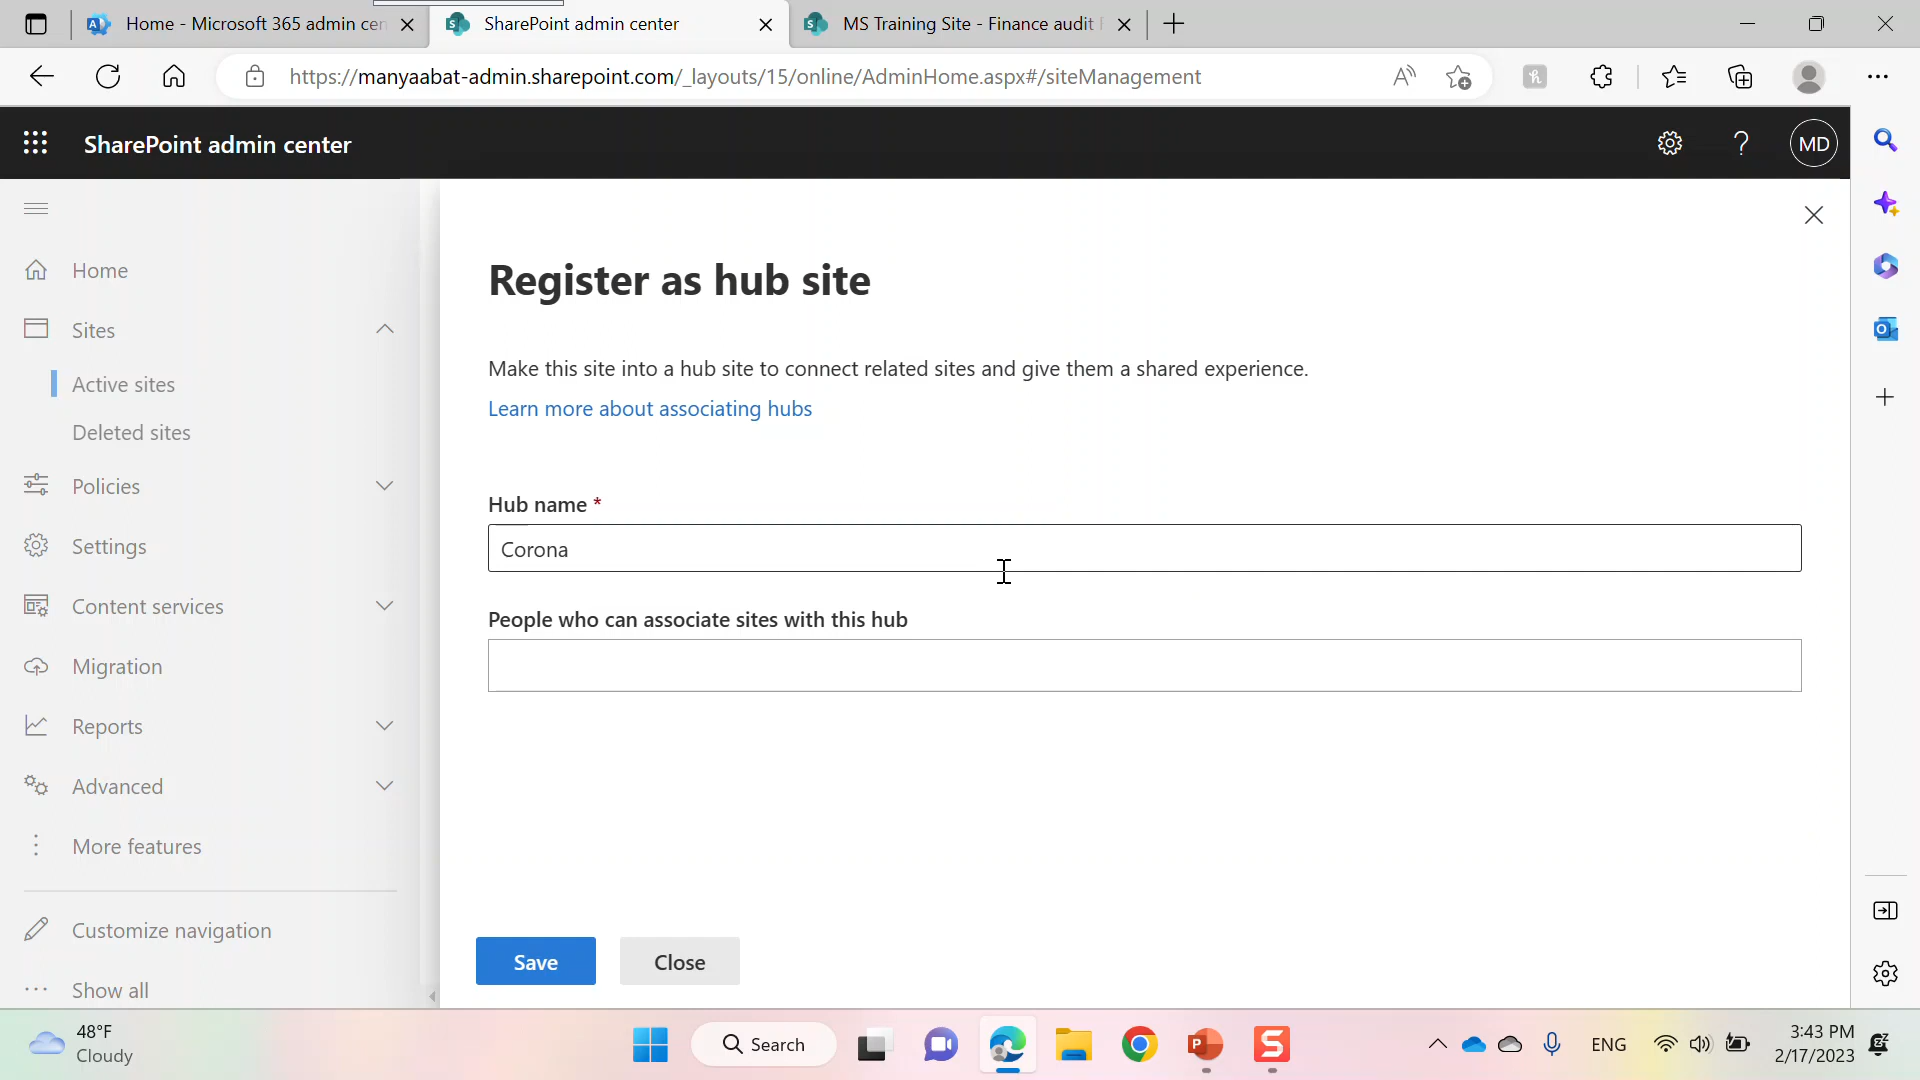 Home - Microsoft 365 admin cen
SharePoint admin center
MS Training Site - Finance audit
https://manyaabat-admin.sharepoint.com/_layouts/15/online/AdminHome.aspx#/siteManagement
SharePoint admin center
MD
Home
Sites
Active sites
Deleted sites
Policies
Settings
Content services
Migration
Reports
Advanced
More features
Customize navigation
Show all
Register as hub site
Make this site into a hub site to connect related sites and give them a shared experience.
Learn more about associating hubs
Hub name *
Corona
People who can associate sites with this hub
Save
Close
48°F
Cloudy
Search
ENG
3:43 PM
2/17/2023